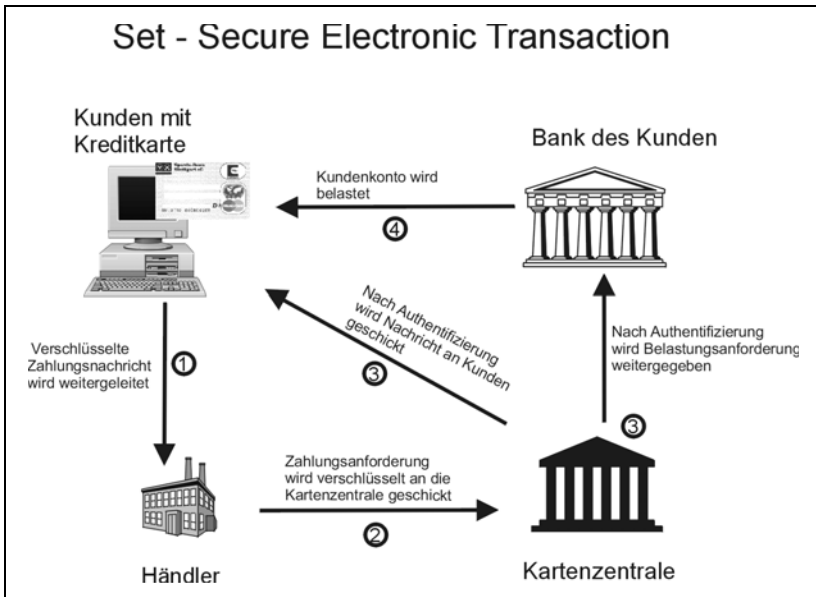 Set - Secure Electronic Transaction
Kunden mit
Kreditkarte
Bank des Kunden
Kundenkonto wird
belastet
4
Nach Authentifizierung
wird Nachricht an Kunden
geschickt
3
Nach Authentifizierung
wird Belastungsanforderung
weitergegeben
3
Verschlüsselte
Zahlungsnachricht
wird weitergeleitet
1
Zahlungsanforderung
wird verschlüsselt an die
Kartenzentrale geschickt
2
Händler
Kartenzentrale